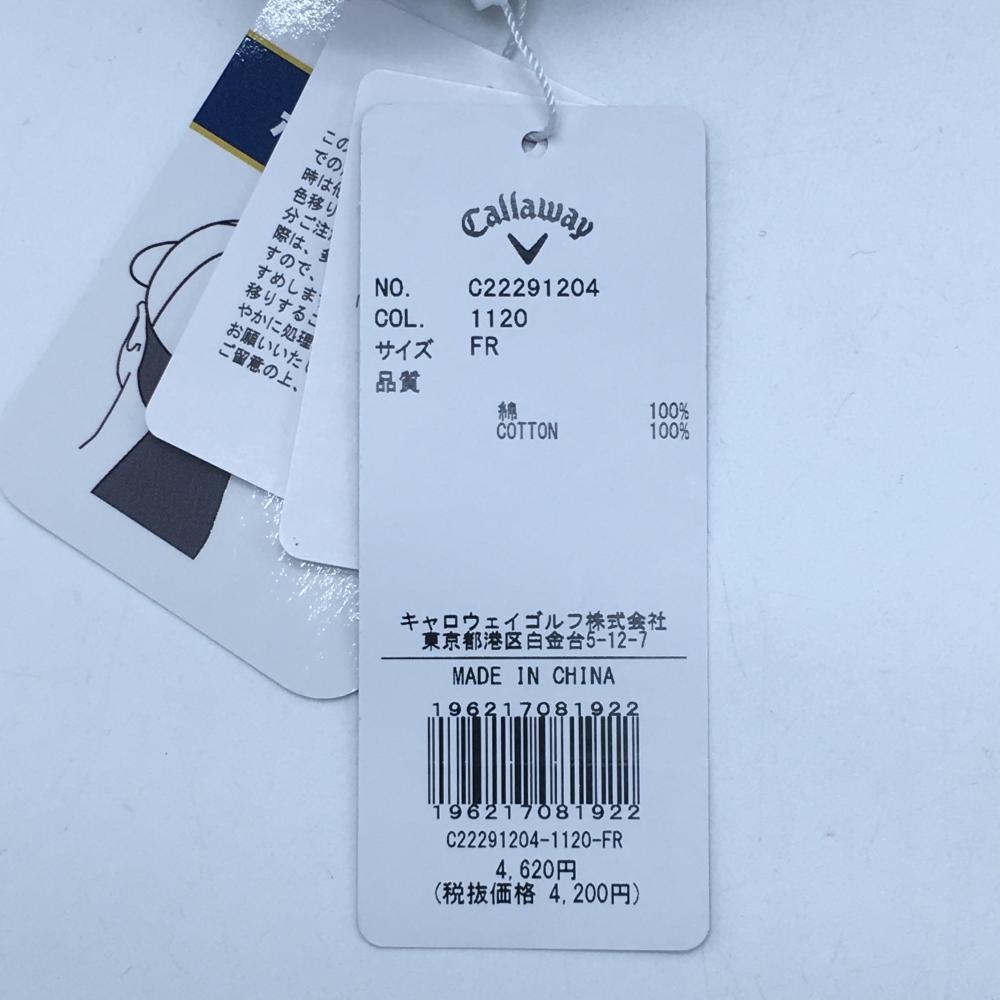 この
での
時は
色移り
分ご注
際は、
すので、
すめしま
移りするこ
やかに処理
お願いいたし
ご留意の上、
Callaway
NO. C22291204
COL. 1120
サイズ FR
品質
綿 100%
COTTON 100%
キャロウェイゴルフ株式会社
東京都港区白金台5-12-7
MADE IN CHINA
196217081922
196217081922
C22291204-1120-FR
4,620円
(税抜価格 4,200円)